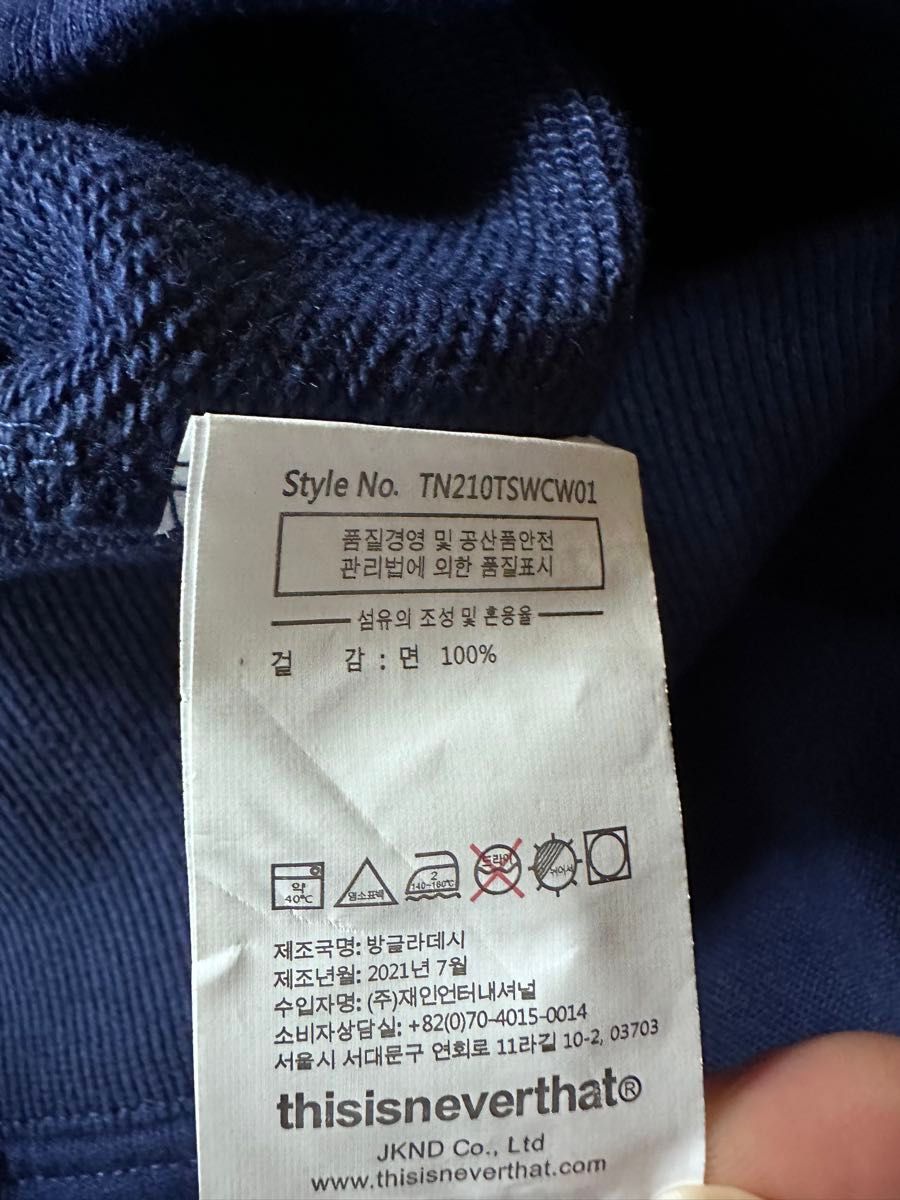 Style No. TN210TSWCW01
품질경영 및 공산품안전
관리법에 의한 품질표시
섬유의 조성 및 혼용율
겉 감 : 면 100%
약
40℃
염소표백
2
140~160℃
드라이
뉘어서
제조국명: 방글라데시
제조년월: 2021년 7월
수입자명: (주)재인언터내셔널
소비자상담실: +82(0)70-4015-0014
서울시 서대문구 연희로 11라길 10-2, 03703
thisisneverthat®
JKND Co., Ltd
www.thisisneverthat.com